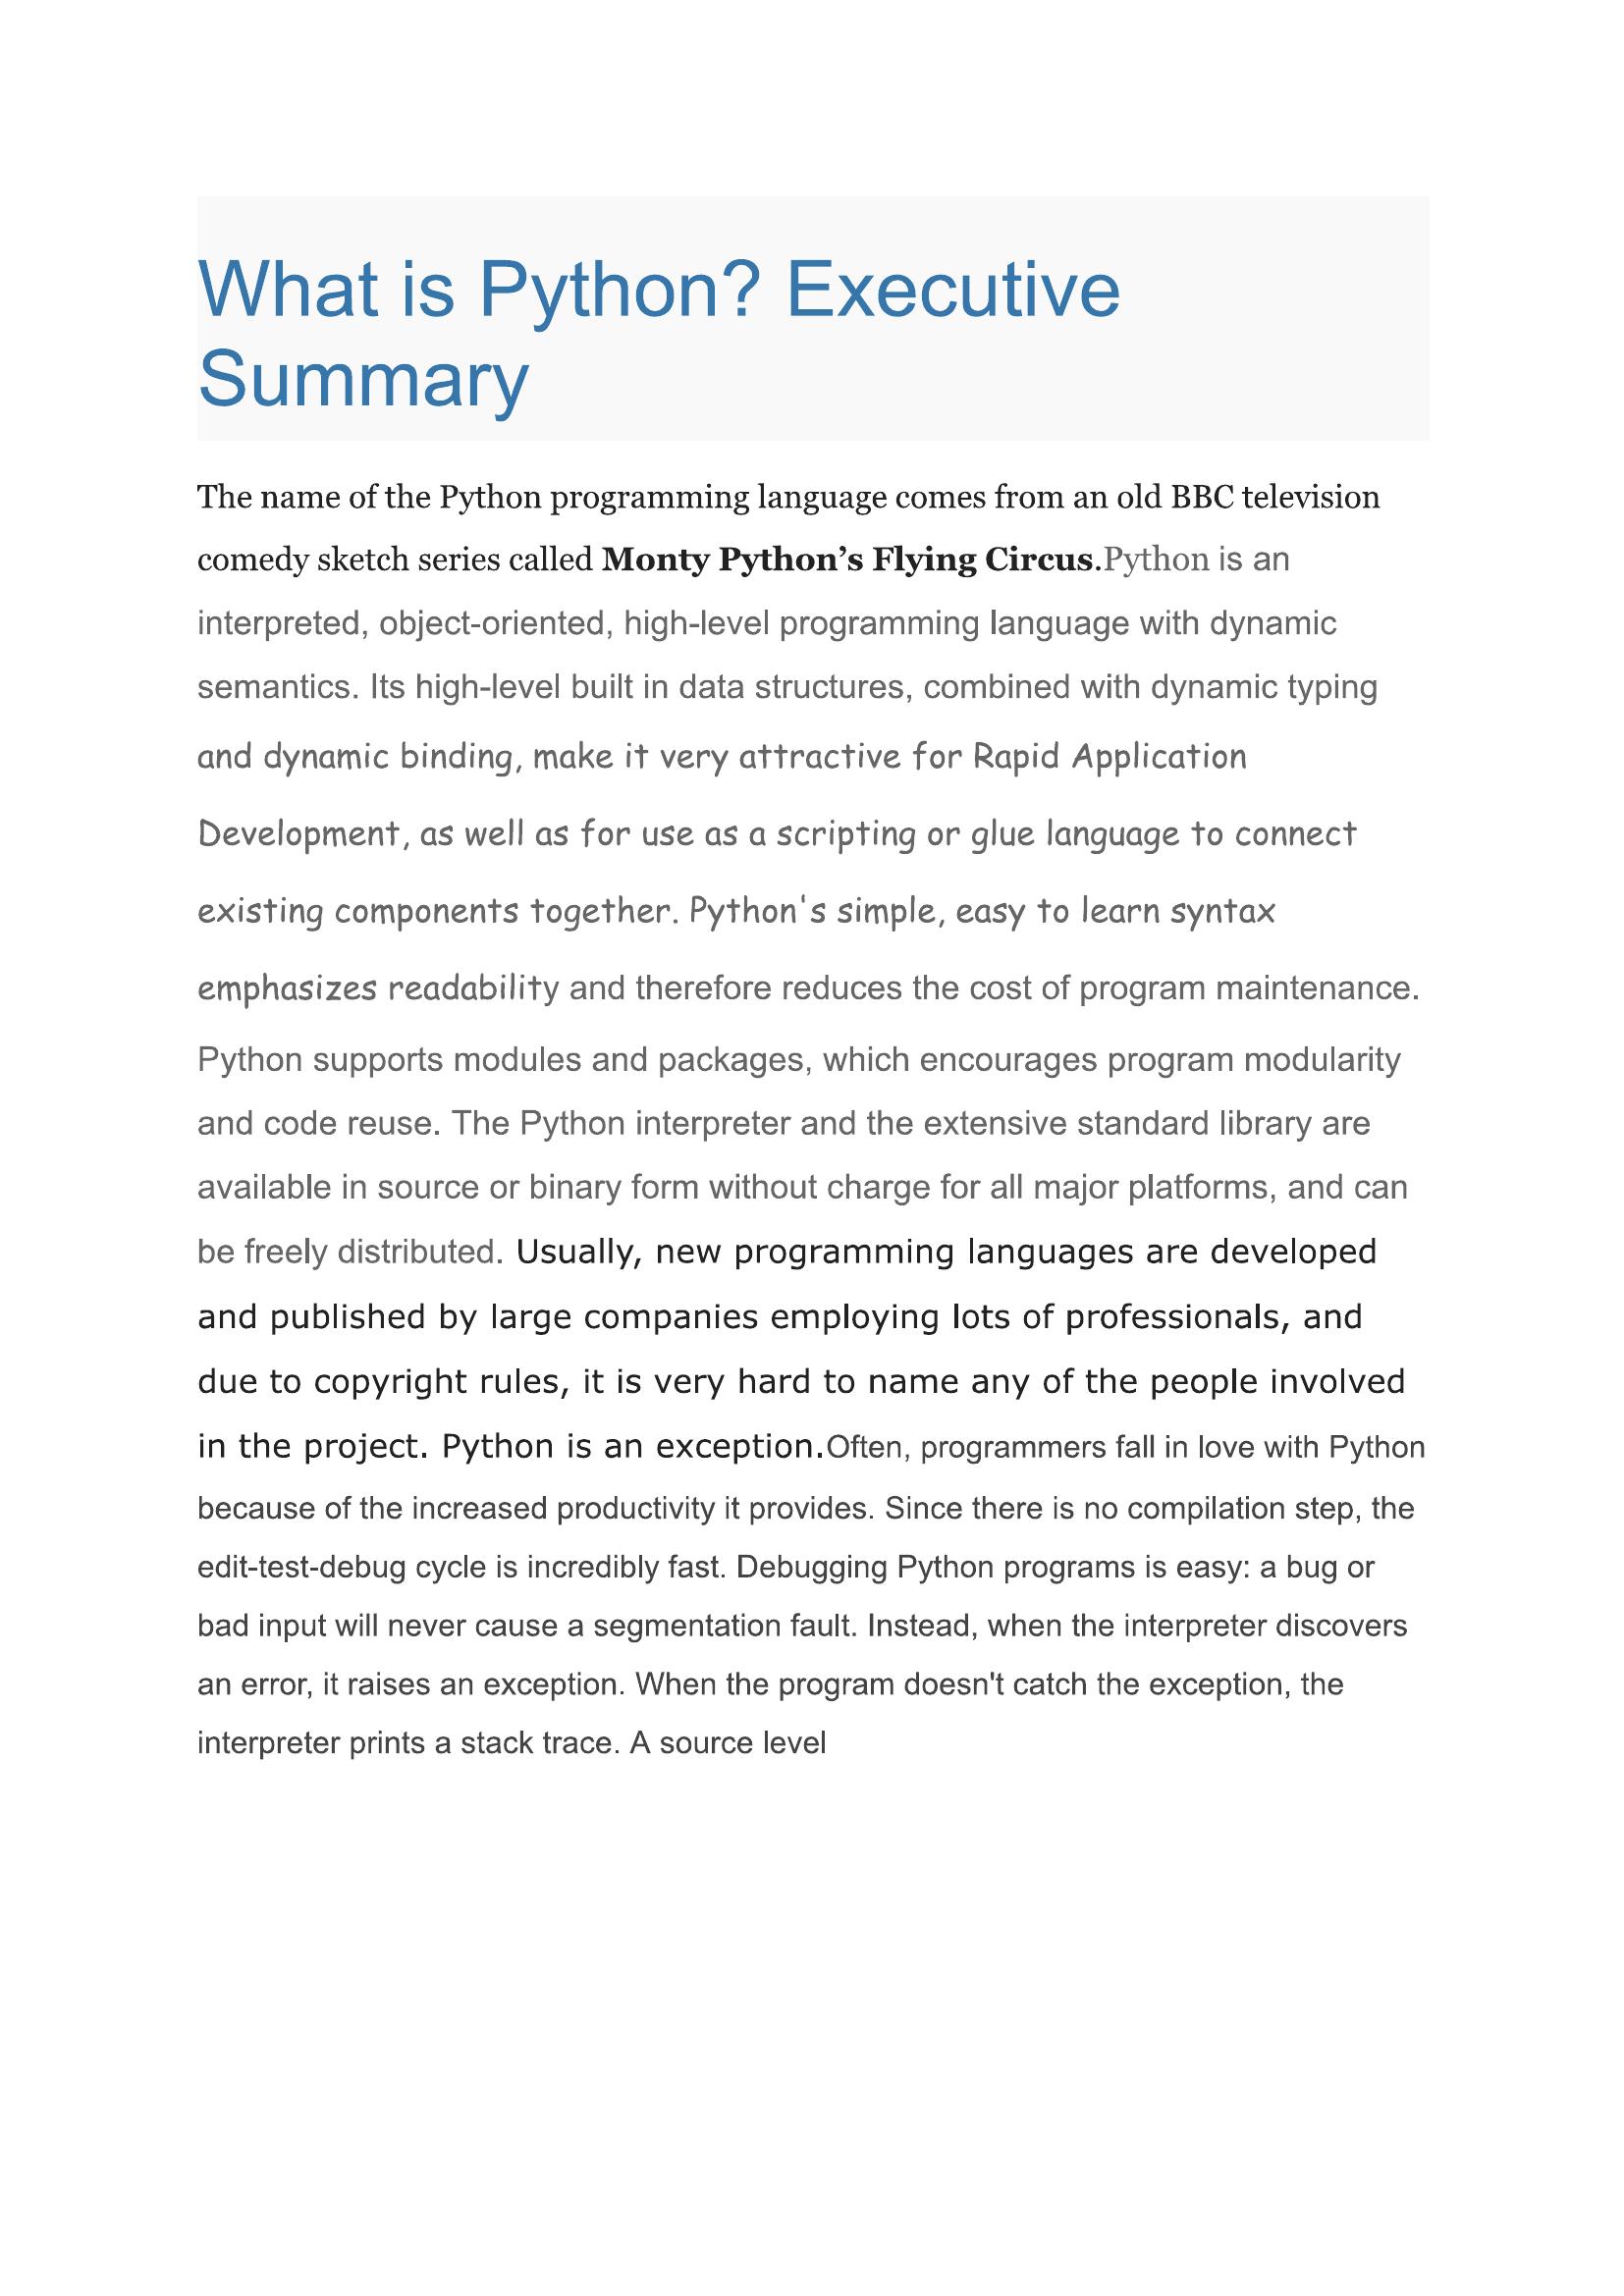 What is Python? Executive
Summary
The name of the Python programming language comes from an old BBC television
comedy sketch series called Monty Python’s Flying Circus.Python is an
interpreted, object-oriented, high-level programming language with dynamic
semantics. Its high-level built in data structures, combined with dynamic typing
and dynamic binding, make it very attractive for Rapid Application
Development, as well as for use as a scripting or glue language to connect
existing components together. Python's simple, easy to learn syntax
emphasizes readability and therefore reduces the cost of program maintenance.
Python supports modules and packages, which encourages program modularity
and code reuse. The Python interpreter and the extensive standard library are
available in source or binary form without charge for all major platforms, and can
be freely distributed. Usually, new programming languages are developed
and published by large companies employing lots of professionals, and
due to copyright rules, it is very hard to name any of the people involved
in the project. Python is an exception.Often, programmers fall in love with Python
because of the increased productivity it provides. Since there is no compilation step, the
edit-test-debug cycle is incredibly fast. Debugging Python programs is easy: a bug or
bad input will never cause a segmentation fault. Instead, when the interpreter discovers
an error, it raises an exception. When the program doesn't catch the exception, the
interpreter prints a stack trace. A source level